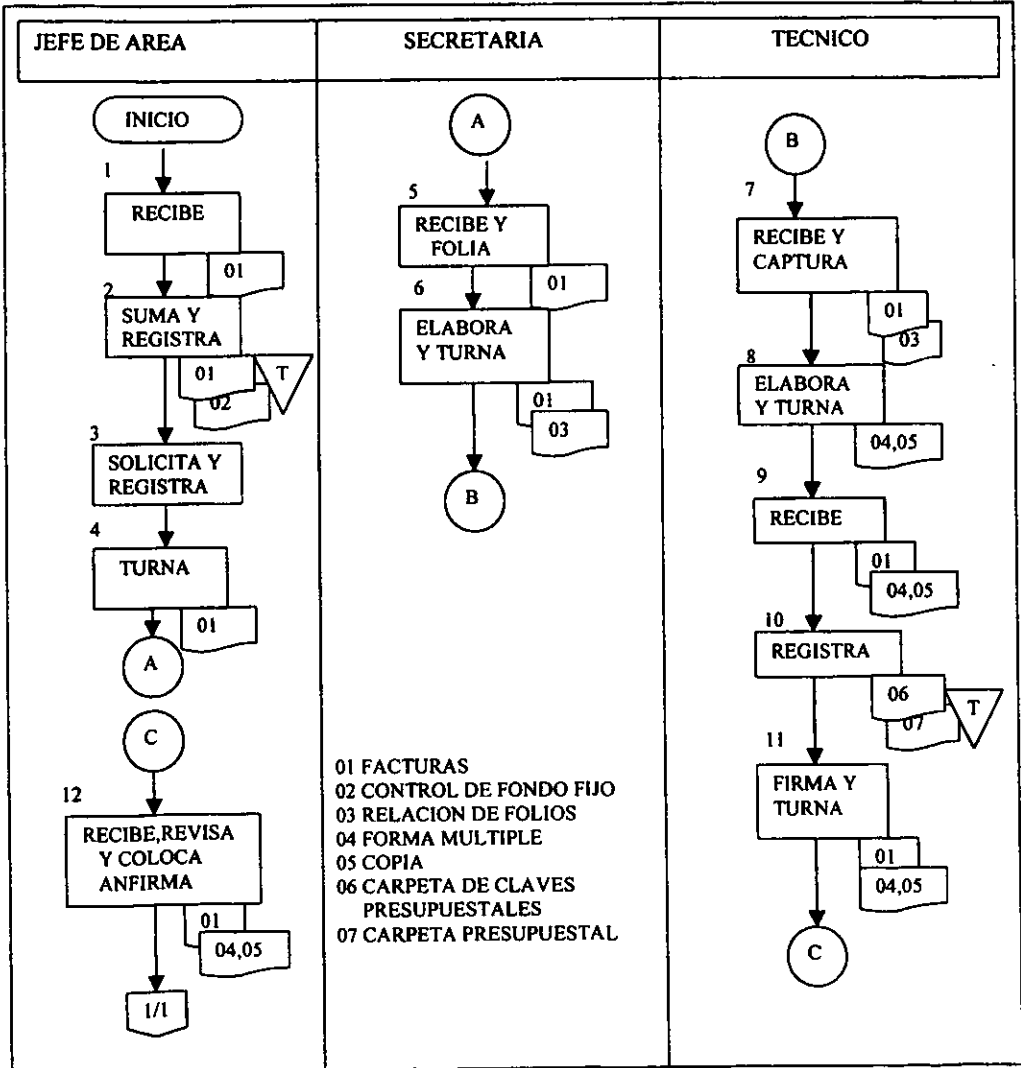 JEFE DE AREA
SECRETARIA
TECNICO
INICIO
1
RECIBE
01
2
SUMA Y
REGISTRA
01
02
T
3
SOLICITA Y
REGISTRA
4
TURNA
01
A
C
12
RECIBE,REVISA
Y COLOCA
ANFIRMA
01
04,05
1/1
A
5
RECIBE Y
FOLIA
01
6
ELABORA
Y TURNA
01
03
B
01 FACTURAS
02 CONTROL DE FONDO FIJO
03 RELACION DE FOLIOS
04 FORMA MULTIPLE
05 COPIA
06 CARPETA DE CLAVES
PRESUPUESTALES
07 CARPETA PRESUPUESTAL
B
7
RECIBE Y
CAPTURA
01
03
8
ELABORA
Y TURNA
04,05
9
RECIBE
01
04,05
10
REGISTRA
06
07
T
11
FIRMA Y
TURNA
01
04,05
C